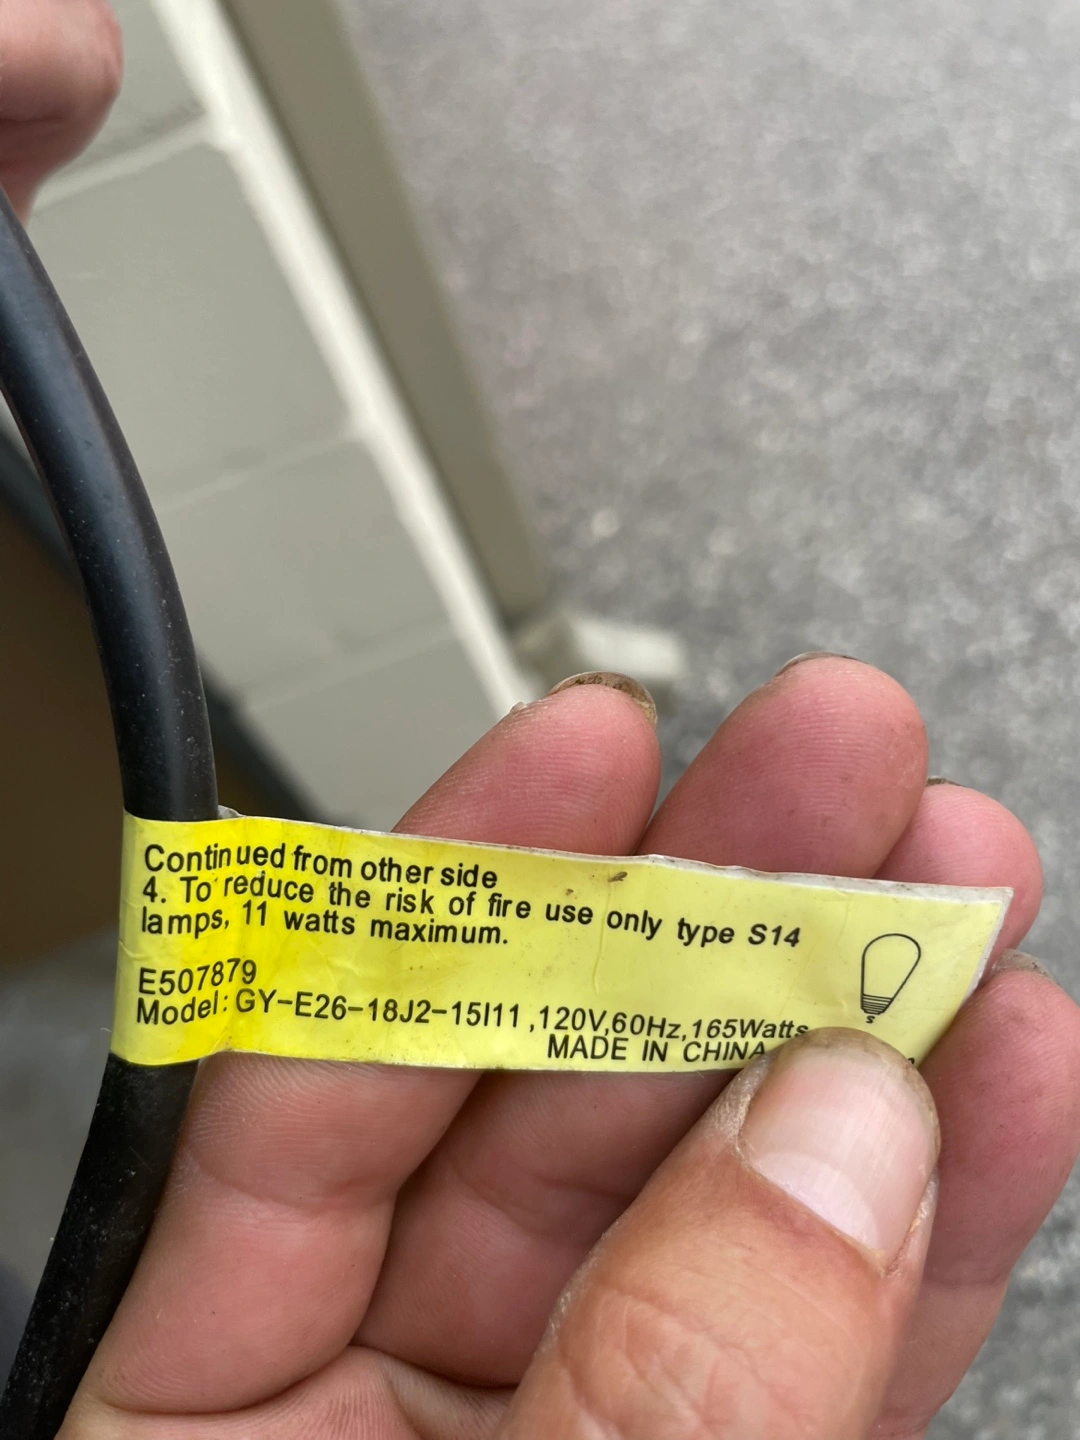 Continued from other side
4. To reduce the risk of fire use only type S14
lamps, 11 watts maximum.
E507879
Model: GY-E26-18J2-15I11 ,120V,60Hz,165Watts
MADE IN CHINA
S